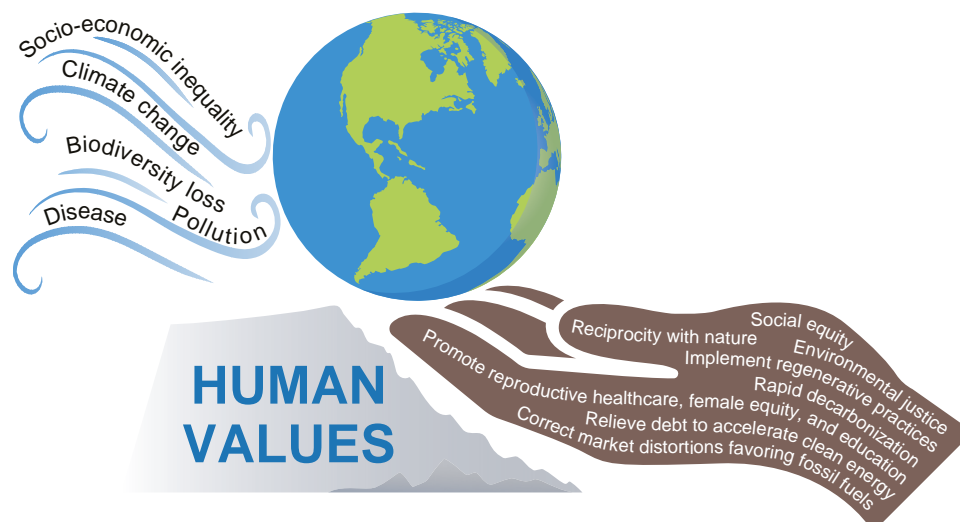 Socio-economic inequality
Climate change
Biodiversity loss
Pollution
Disease
HUMAN
VALUES
Social equity
Reciprocity with nature
Environmental justice
Implement regenerative practices
Rapid decarbonization
Promote reproductive healthcare, female equity, and education
Relieve debt to accelerate clean energy
Correct market distortions favoring fossil fuels